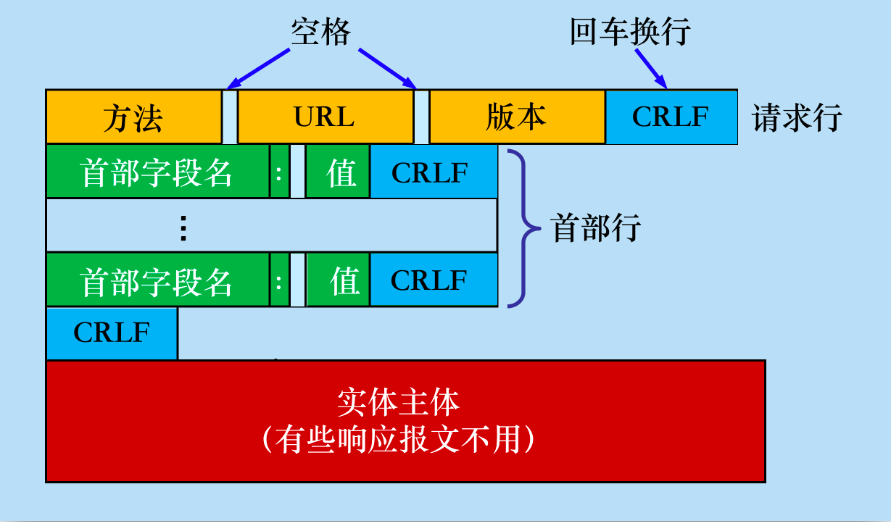 空格 回车换行
方法 URL 版本 CRLF 请求行
首部字段名 : 值 CRLF
⋮ 首部行
首部字段名 : 值 CRLF
CRLF
实体主体
（有些响应报文不用）